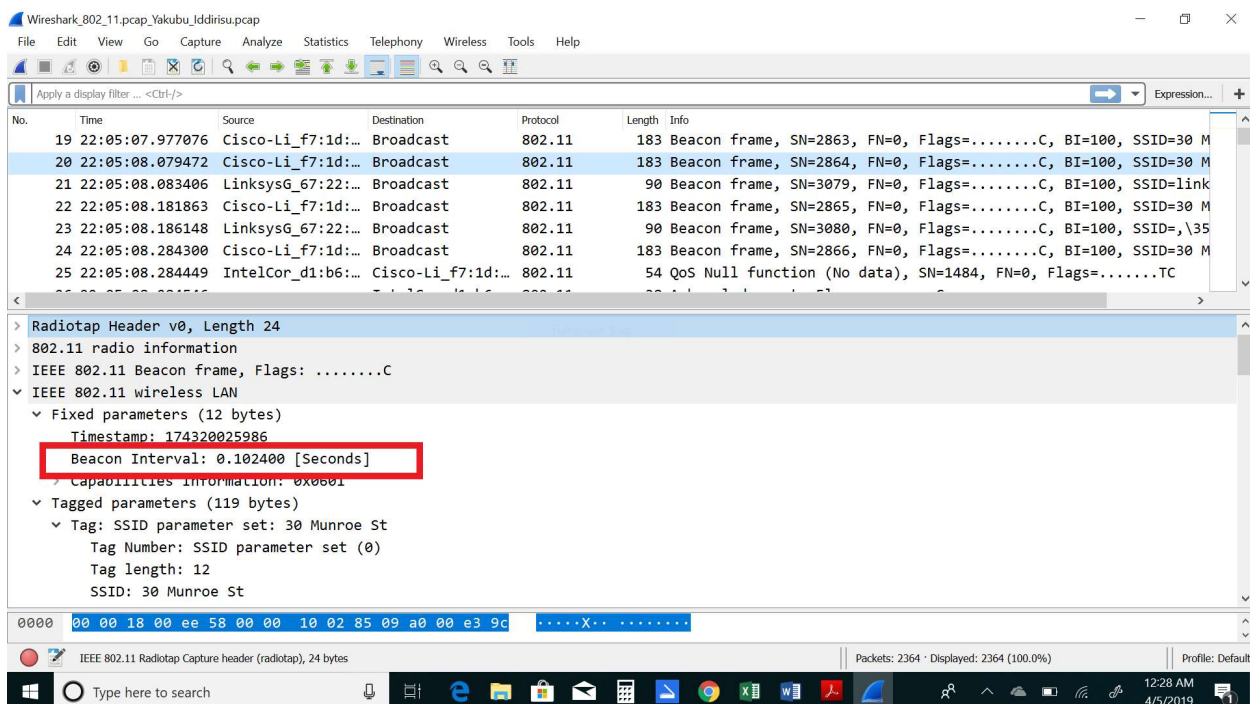 Wireshark_802_11.pcap_Yakubu_Iddirisu.pcap
File Edit View Go Capture Analyze Statistics Telephony Wireless Tools Help
Apply a display filter ... <Ctrl-/> Expression... +
No. Time Source Destination Protocol Length Info
19 22:05:07.977076 Cisco-Li_f7:1d:… Broadcast 802.11 183 Beacon frame, SN=2863, FN=0, Flags=........C, BI=100, SSID=30 M
20 22:05:08.079472 Cisco-Li_f7:1d:… Broadcast 802.11 183 Beacon frame, SN=2864, FN=0, Flags=........C, BI=100, SSID=30 M
21 22:05:08.083406 LinksysG_67:22:… Broadcast 802.11 90 Beacon frame, SN=3079, FN=0, Flags=........C, BI=100, SSID=link
22 22:05:08.181863 Cisco-Li_f7:1d:… Broadcast 802.11 183 Beacon frame, SN=2865, FN=0, Flags=........C, BI=100, SSID=30 M
23 22:05:08.186148 LinksysG_67:22:… Broadcast 802.11 90 Beacon frame, SN=3080, FN=0, Flags=........C, BI=100, SSID=,\35
24 22:05:08.284300 Cisco-Li_f7:1d:… Broadcast 802.11 183 Beacon frame, SN=2866, FN=0, Flags=........C, BI=100, SSID=30 M
25 22:05:08.284449 IntelCor_d1:b6:… Cisco-Li_f7:1d:… 802.11 54 QoS Null function (No data), SN=1484, FN=0, Flags=.......TC
Radiotap Header v0, Length 24
802.11 radio information
IEEE 802.11 Beacon frame, Flags: ........C
IEEE 802.11 wireless LAN
Fixed parameters (12 bytes)
Timestamp: 174320025986
Beacon Interval: 0.102400 [Seconds]
Capabilities Information: 0x0601
Tagged parameters (119 bytes)
Tag: SSID parameter set: 30 Munroe St
Tag Number: SSID parameter set (0)
Tag length: 12
SSID: 30 Munroe St
0000 00 00 18 00 ee 58 00 00 10 02 85 09 a0 00 e3 9c ·····X·· ········
IEEE 802.11 Radiotap Capture header (radiotap), 24 bytes Packets: 2364 · Displayed: 2364 (100.0%) Profile: Default
Type here to search 12:28 AM
4/5/2019